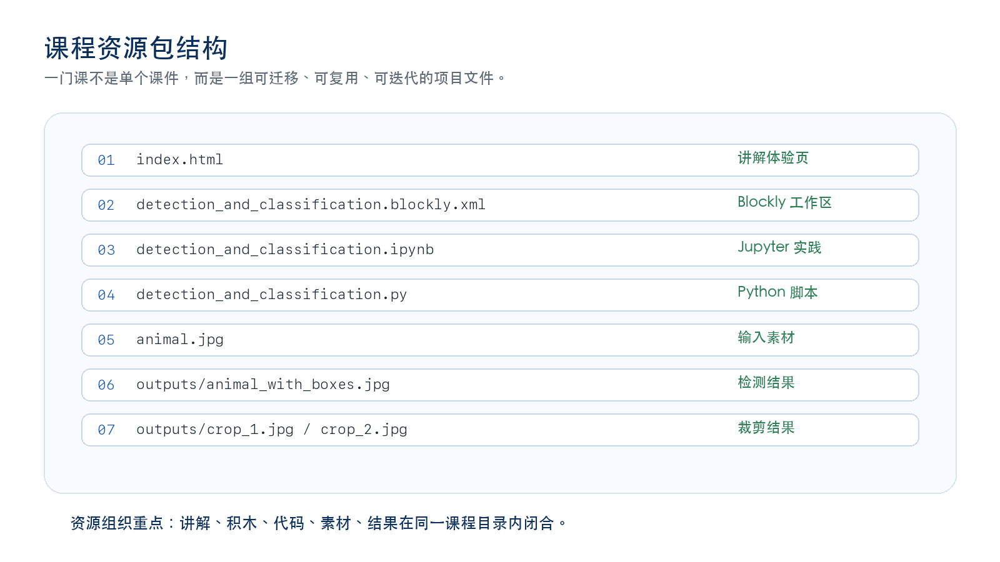 课程资源包结构
一门课不是单个课件，而是一组可迁移、可复用、可迭代的项目文件。
01 index.html 讲解体验页
02 detection_and_classification.blockly.xml Blockly 工作区
03 detection_and_classification.ipynb Jupyter 实践
04 detection_and_classification.py Python 脚本
05 animal.jpg 输入素材
06 outputs/animal_with_boxes.jpg 检测结果
07 outputs/crop_1.jpg / crop_2.jpg 裁剪结果
资源组织重点：讲解、积木、代码、素材、结果在同一课程目录内闭合。